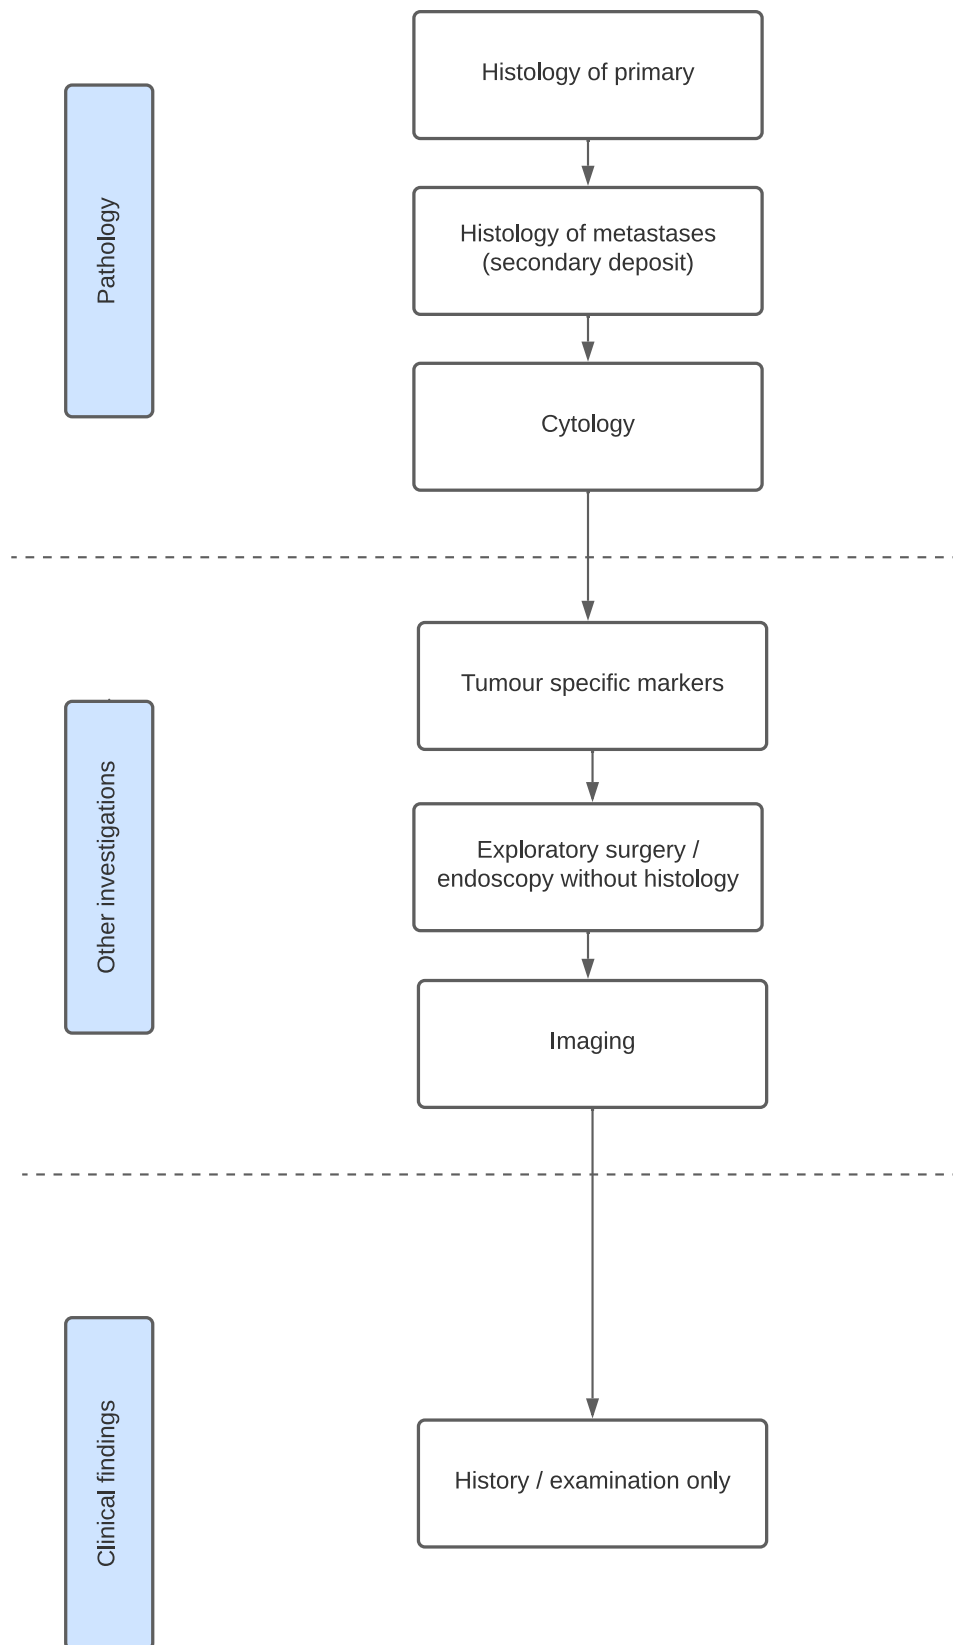 Histology of primary
Pathology
Histology of metastases
(secondary deposit)
Cytology
Tumour specific markers
Other investigations
Exploratory surgery /
endoscopy without histology
Imaging
Clinical findings
History / examination only